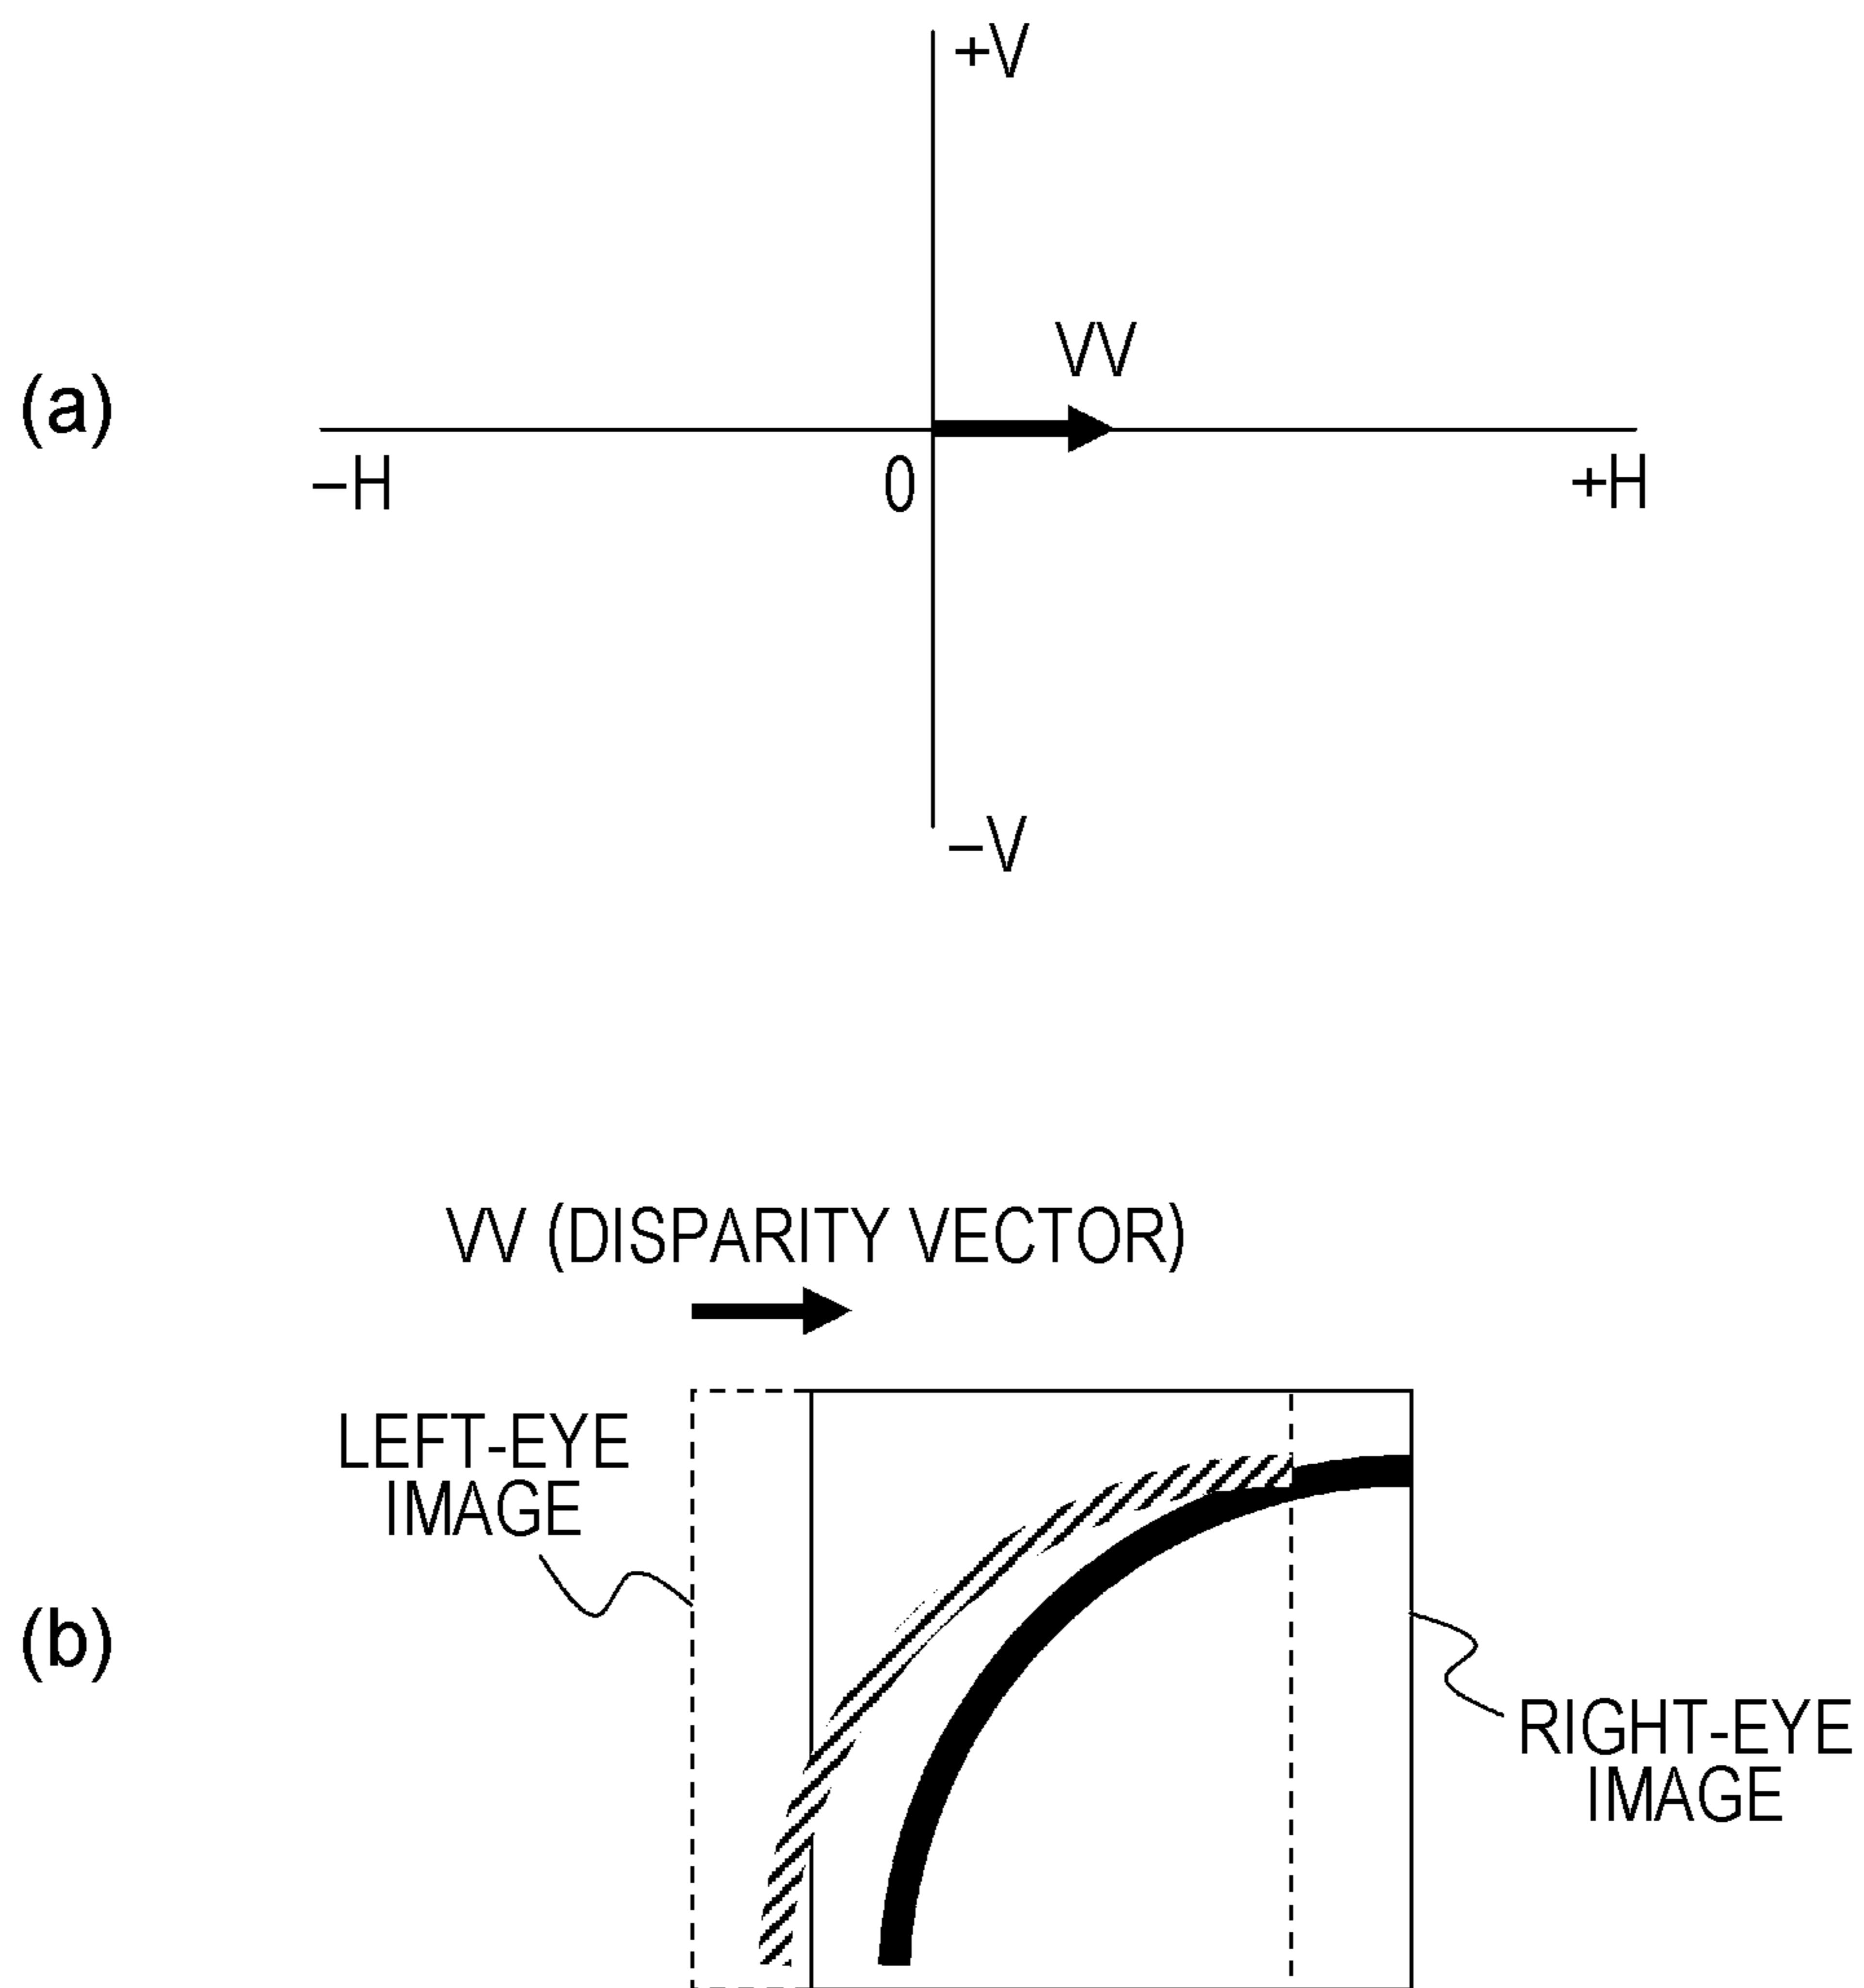 +V
VV
(a)
−H
0
+H
−V
VV (DISPARITY VECTOR)
LEFT-EYE
IMAGE
(b)
RIGHT-EYE
IMAGE